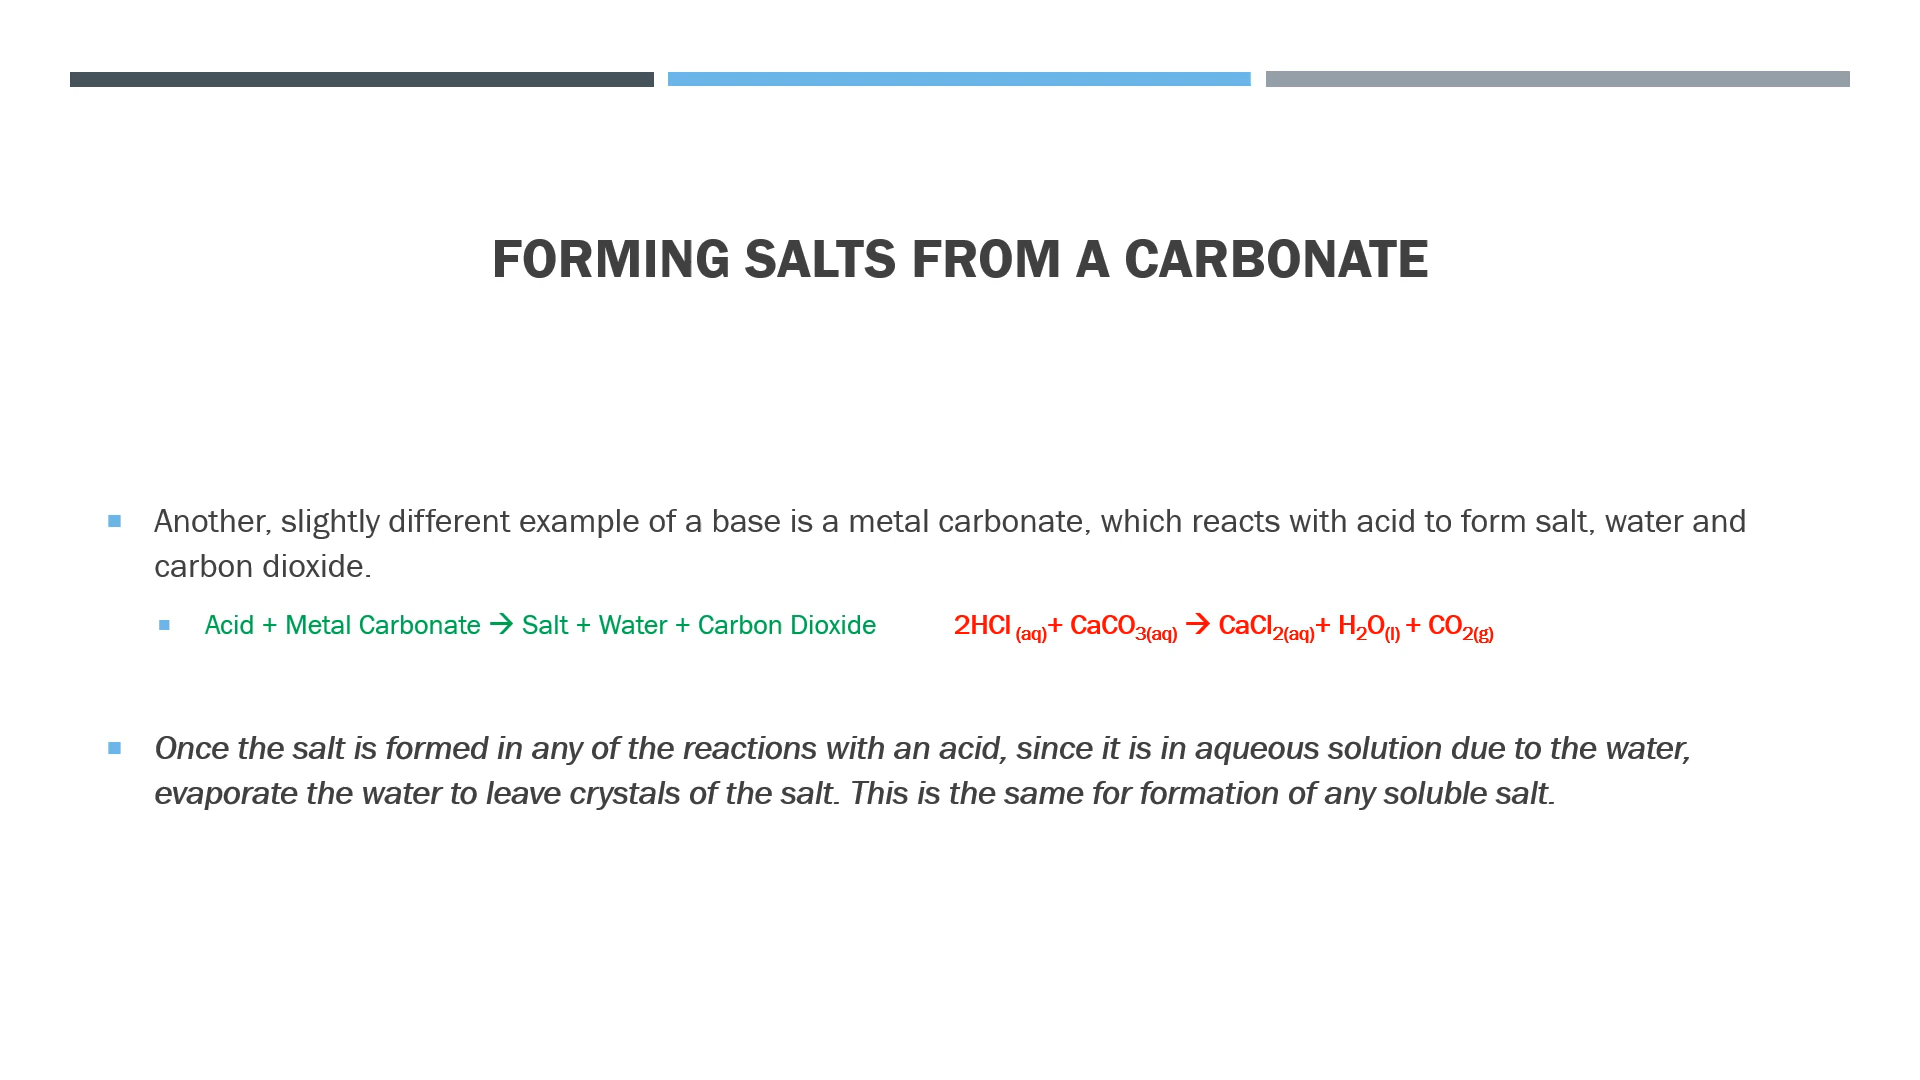 FORMING SALTS FROM A CARBONATE
Another, slightly different example of a base is a metal carbonate, which reacts with acid to form salt, water and
carbon dioxide.
Acid + Metal Carbonate → Salt + Water + Carbon Dioxide 2HCl (aq)+ CaCO3(aq) → CaCl2(aq)+ H2O(l) + CO2(g)
Once the salt is formed in any of the reactions with an acid, since it is in aqueous solution due to the water,
evaporate the water to leave crystals of the salt. This is the same for formation of any soluble salt.